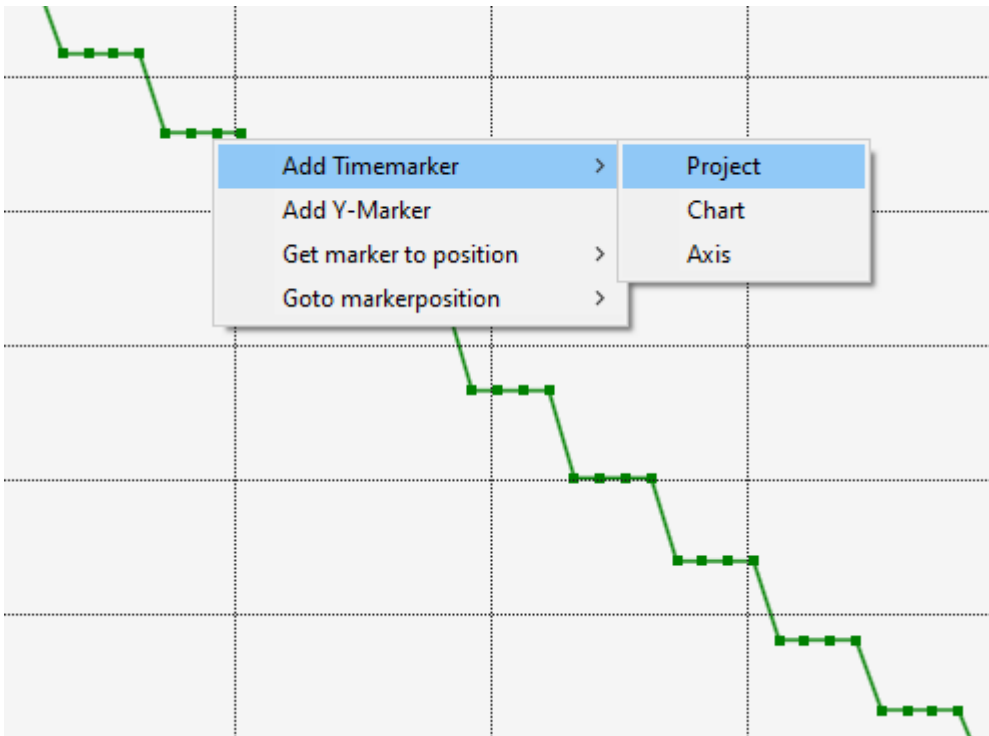 Add Timemarker
Project
Add Y-Marker
Chart
Get marker to position
Axis
Goto markerposition